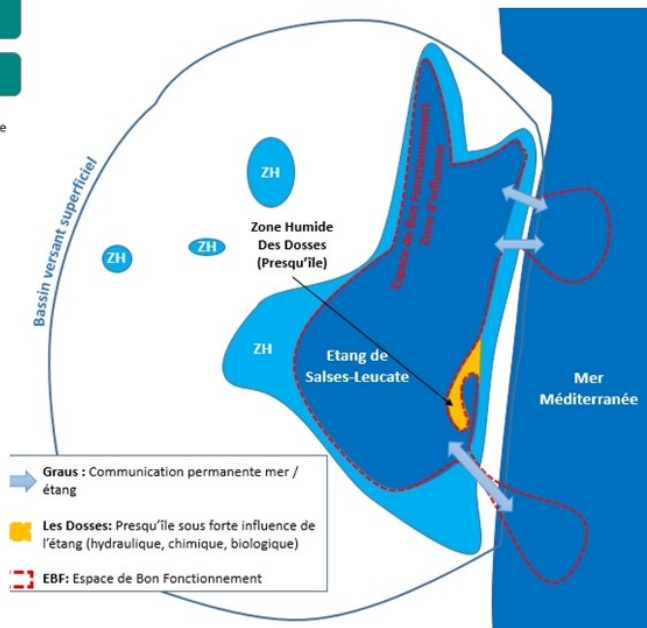 e
Bassin versant superficiel
ZH
ZH
ZH
Zone Humide
Des Dosses
(Presqu'île)
Espace de Bon Fonctionnement
Zone d'influence
ZH
Etang de
Salses-Leucate
Mer
Méditerranée
Graus : Communication permanente mer /
étang
Les Dosses: Presqu'île sous forte influence de
l'étang (hydraulique, chimique, biologique)
EBF: Espace de Bon Fonctionnement